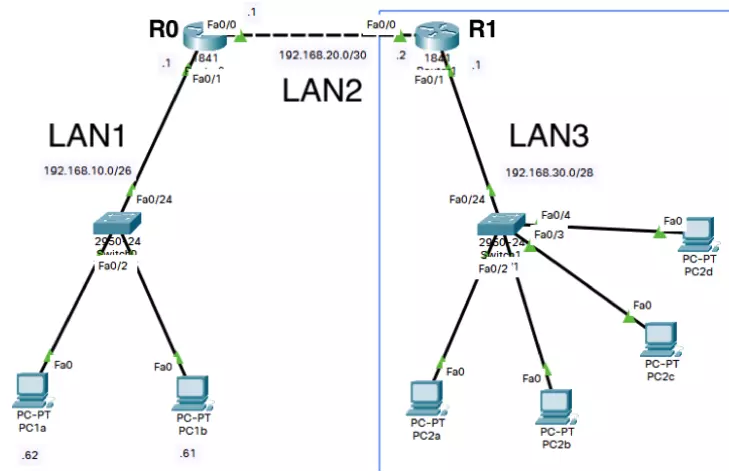 .1
Fa0/0
Fa0/0
R0
R1
192.168.20.0/30
.2
1841
.1
.1
Fa0/1
Fa0/1
LAN2
LAN1
LAN3
192.168.10.0/26
192.168.30.0/28
Fa0/24
Fa0/24
Fa0/4
Fa0
2950-24
2950-24
Fa0/3
Switch1
PC-PT
PC2d
Fa0/2
Fa0/2
Fa0
Fa0
Fa0
Fa0
Fa0
PC-PT
PC2c
PC-PT
PC1a
PC-PT
PC1b
PC-PT
PC2a
PC-PT
PC2b
.62
.61